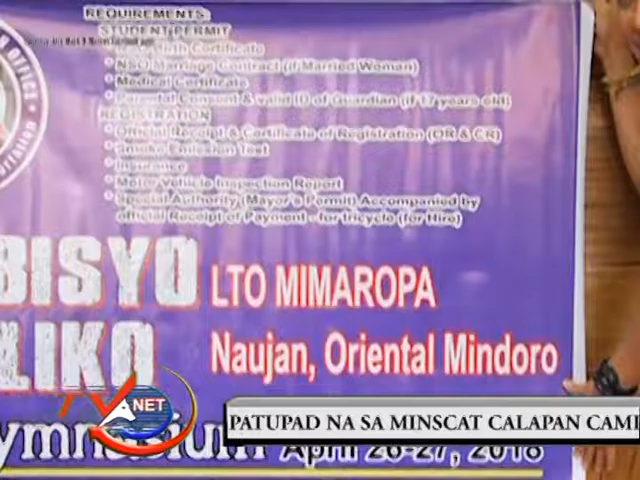 REQUIREMENTS:
STUDENT PERMIT
Birth Certificate
* NSO Marriage Contract (if Married Woman)
* Medical Certificate
* Parental Consent & valid ID of Guardian (if 17 years old)
REGISTRATION
* Official Receipt & Certificate of Registration (OR & CR)
* Smoke Emission Test
* Insurance
* Motor Vehicle Inspection Report
* Special Authority (Mayor's Permit) Accompanied by
official Receipt of Payment - for tricycle (for Hire)
BISYO
LIKO
LTO MIMAROPA
Naujan, Oriental Mindoro
ymnasium April 26-27, 2018
NET
PATUPAD NA SA MINSCAT CALAPAN CAM